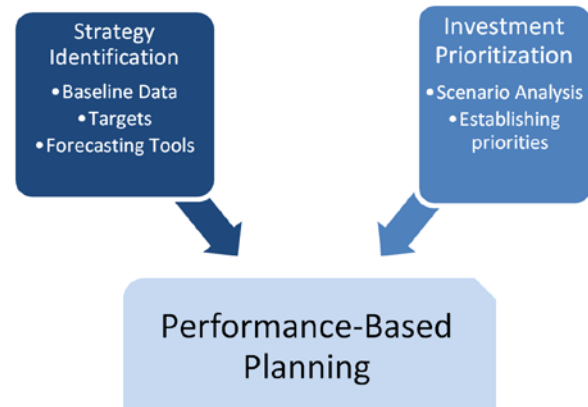 Strategy
Identification
•Baseline Data
•Targets
•Forecasting Tools
Investment
Prioritization
•Scenario Analysis
•Establishing
priorities
Performance-Based
Planning